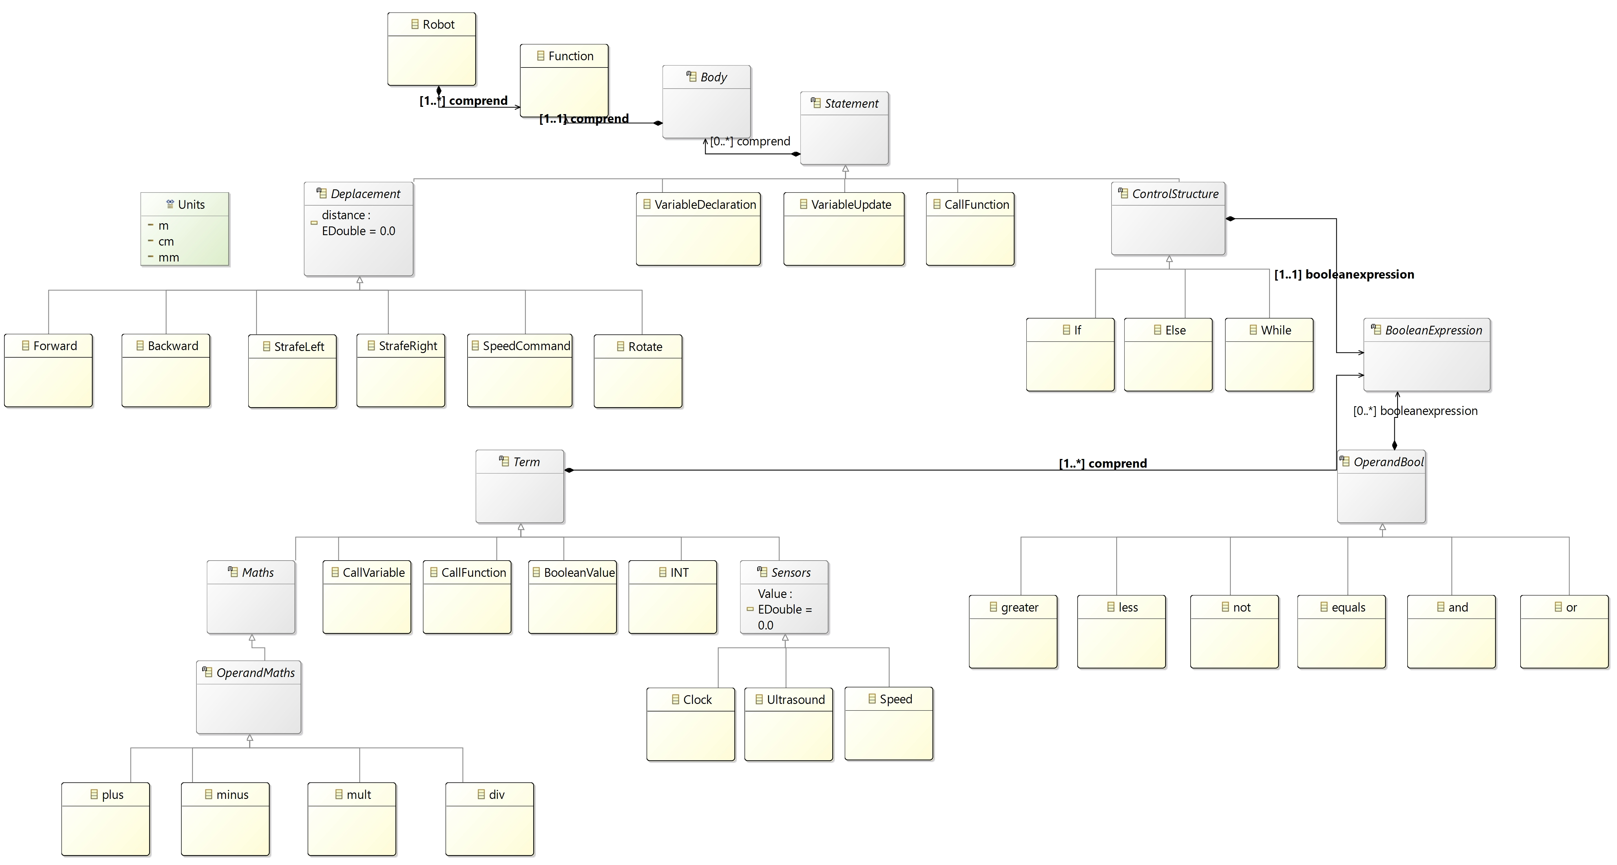 Robot
Function
Body
Statement
[1..*] comprend
[1..1] comprend
[0..*] comprend
Units
m
cm
mm
Deplacement
distance :
EDouble = 0.0
VariableDeclaration
VariableUpdate
CallFunction
ControlStructure
[1..1] booleanexpression
Forward
Backward
StrafeLeft
StrafeRight
SpeedCommand
Rotate
If
Else
While
BooleanExpression
[0..*] booleanexpression
Term
[1..*] comprend
OperandBool
Maths
CallVariable
CallFunction
BooleanValue
INT
Sensors
Value :
EDouble =
0.0
greater
less
not
equals
and
or
OperandMaths
Clock
Ultrasound
Speed
plus
minus
mult
div